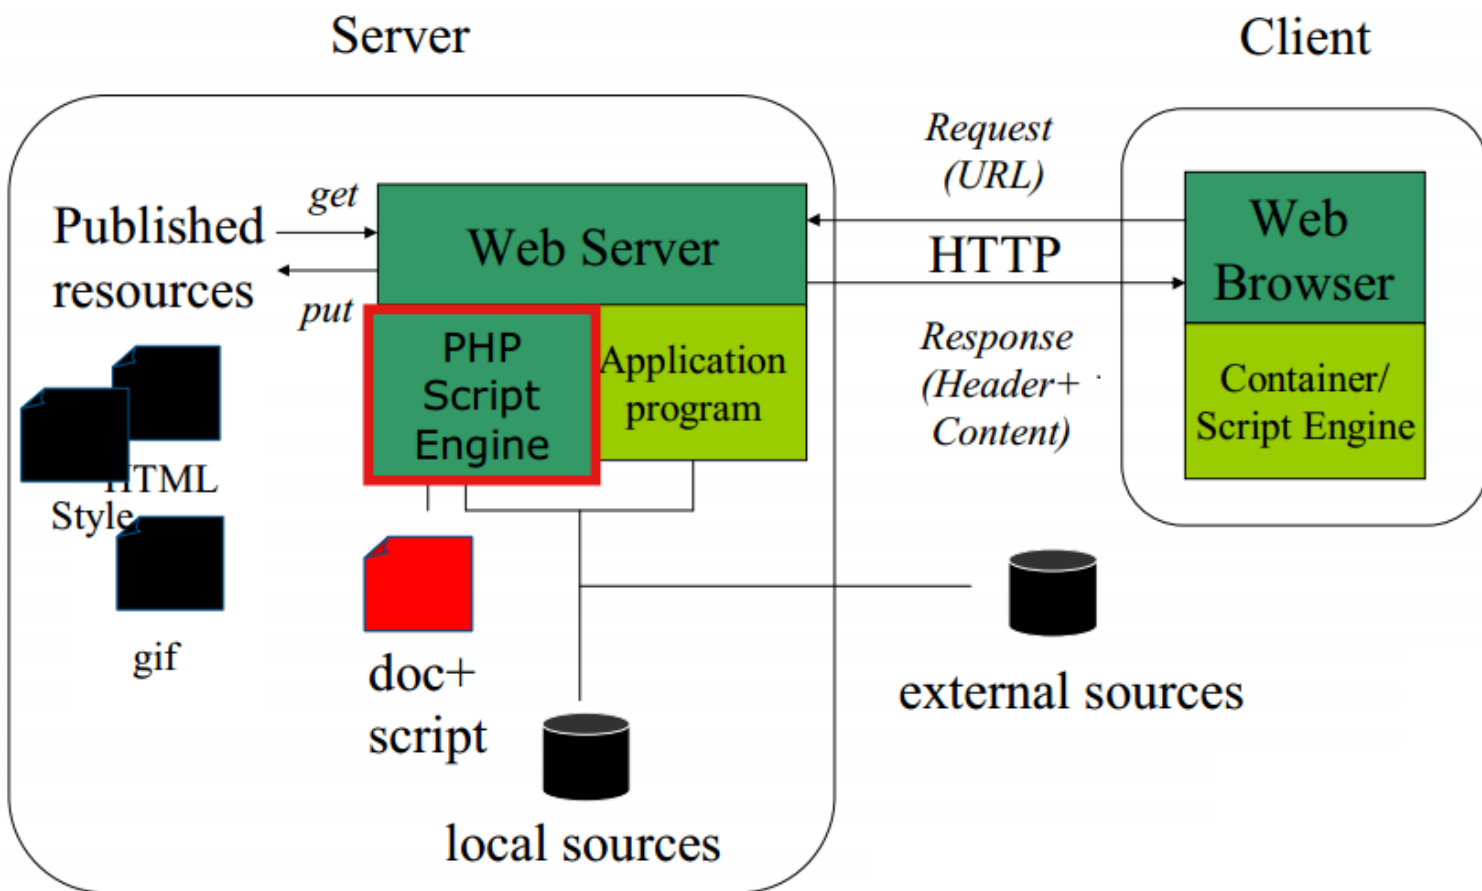 Server
Client
Published
resources
get
put
Web Server
PHP
Script
Engine
Application
program
Request
(URL)
HTTP
Response
(Header+
Content)
Web
Browser
Container/
Script Engine
HTML
Style
gif
doc+
script
local sources
external sources